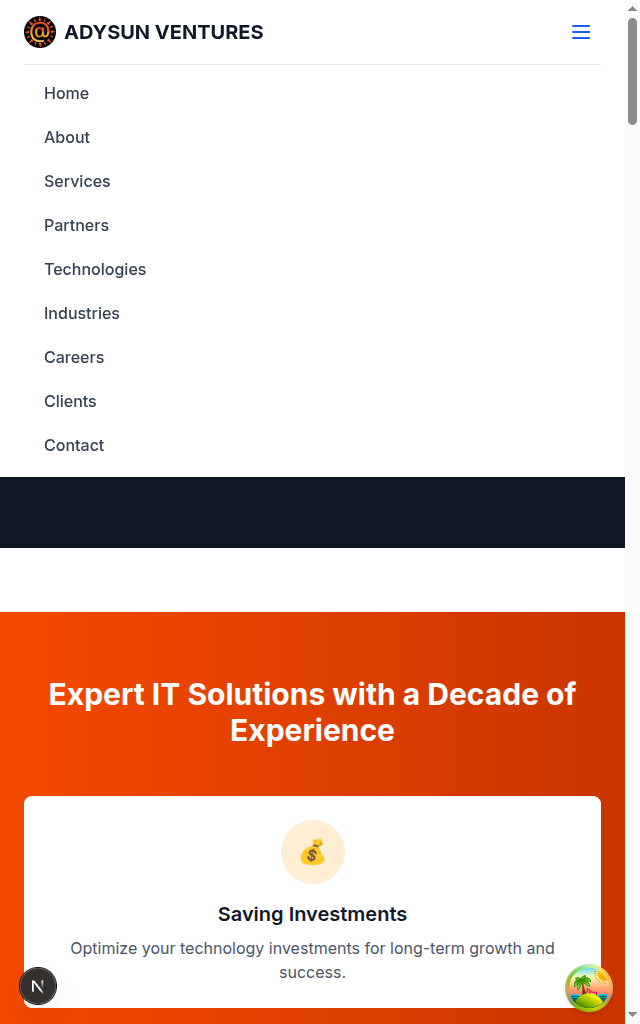 @ ADYSUN VENTURES
Home
About
Services
Partners
Technologies
Industries
Careers
Clients
Contact
Expert IT Solutions with a Decade of
Experience
$
Saving Investments
Optimize your technology investments for long-term growth and
success.
N